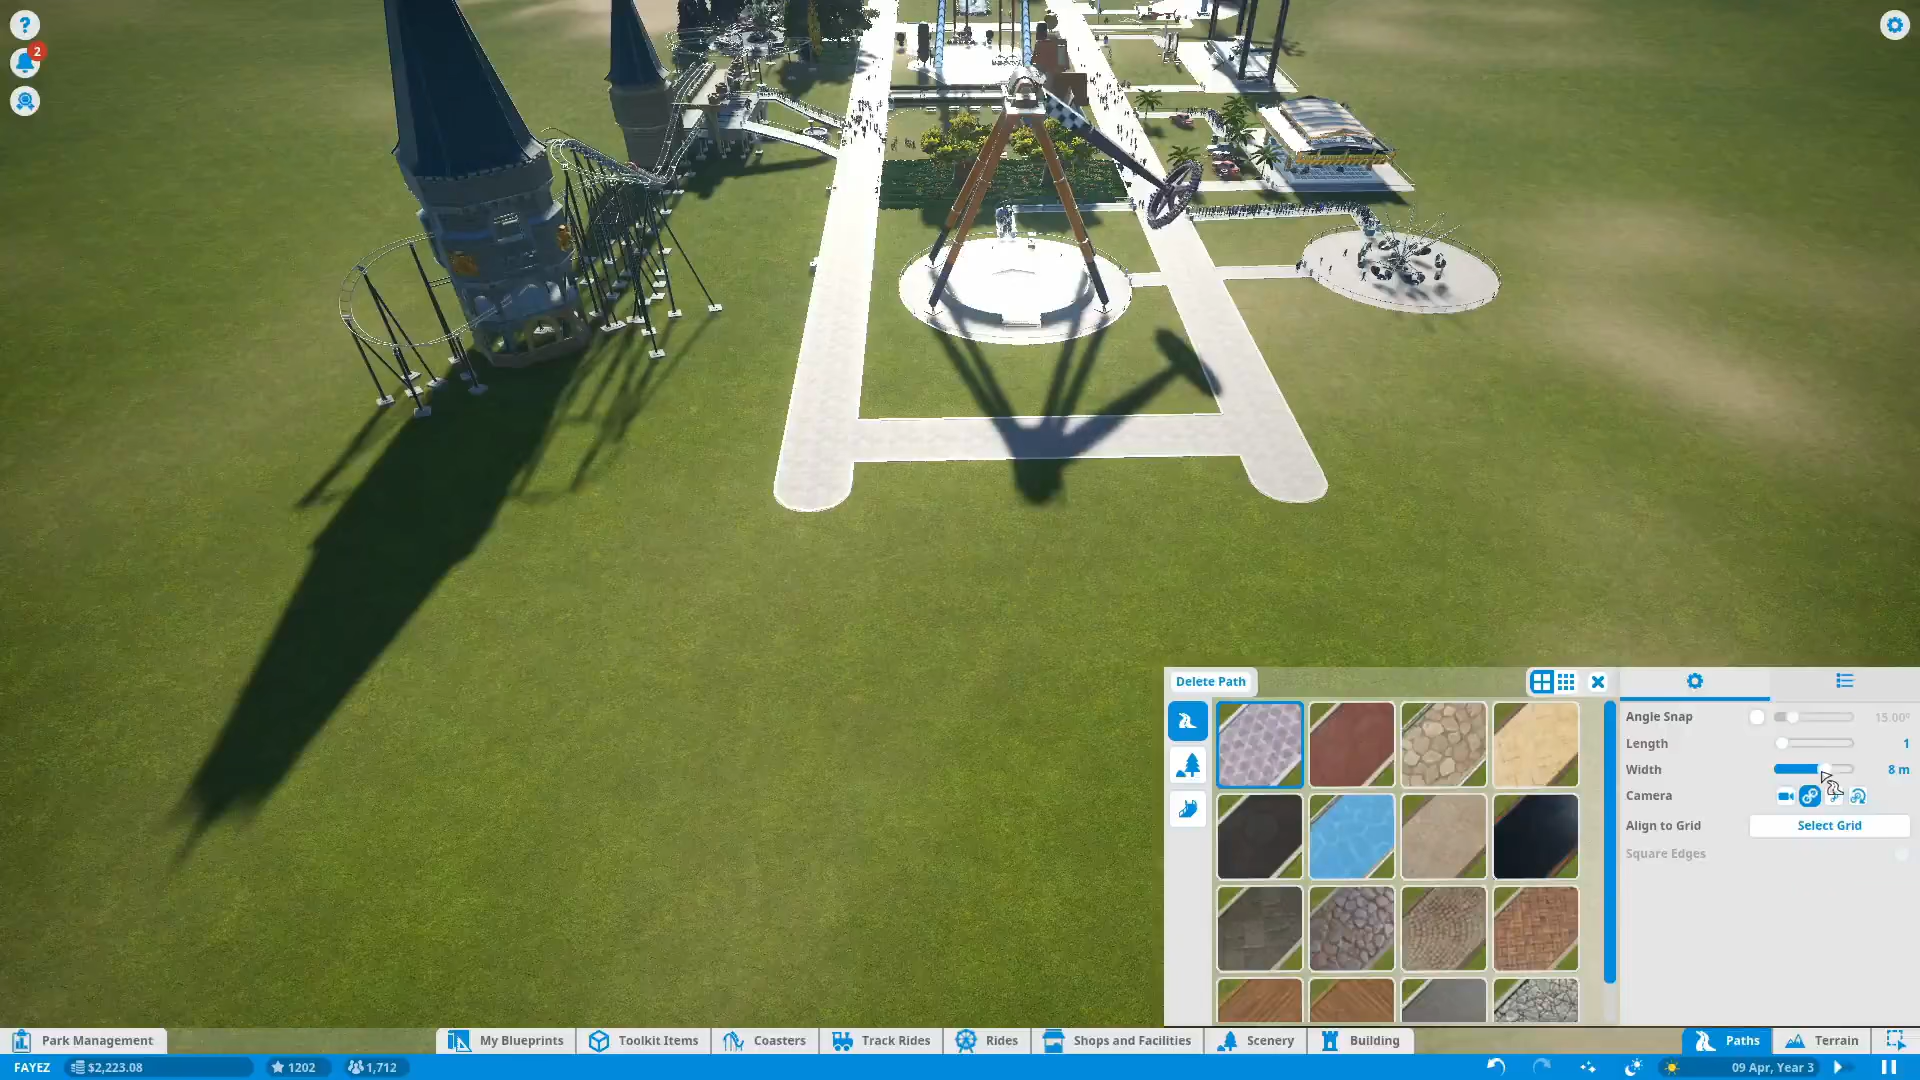 ?
2
Delete Path
Angle Snap 15.00°
Length 1
Width 8 m
Camera
Align to Grid Select Grid
Square Edges
Park Management My Blueprints Toolkit Items Coasters Track Rides Rides Shops and Facilities Scenery Building Paths Terrain
FAYEZ $2,223.08 1202 1,712 09 Apr, Year 3